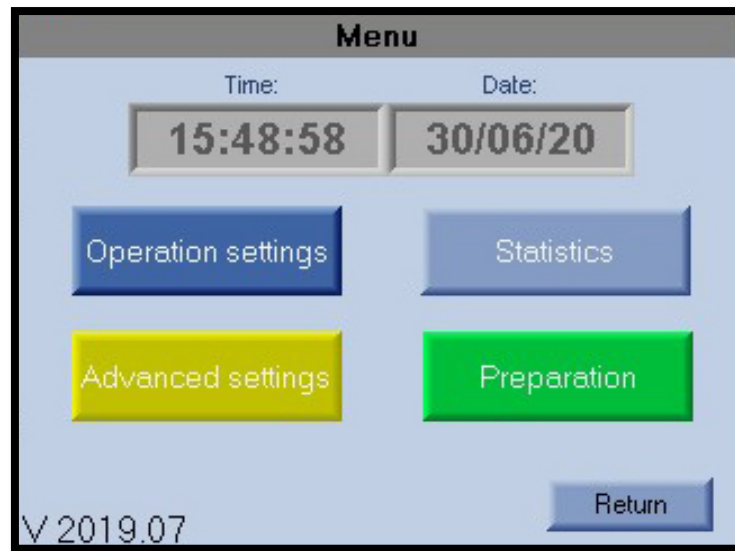 Menu
Time: Date:
15:48:58 30/06/20
Operation settings Statistics
Advanced settings Preparation
Return
V 2019.07